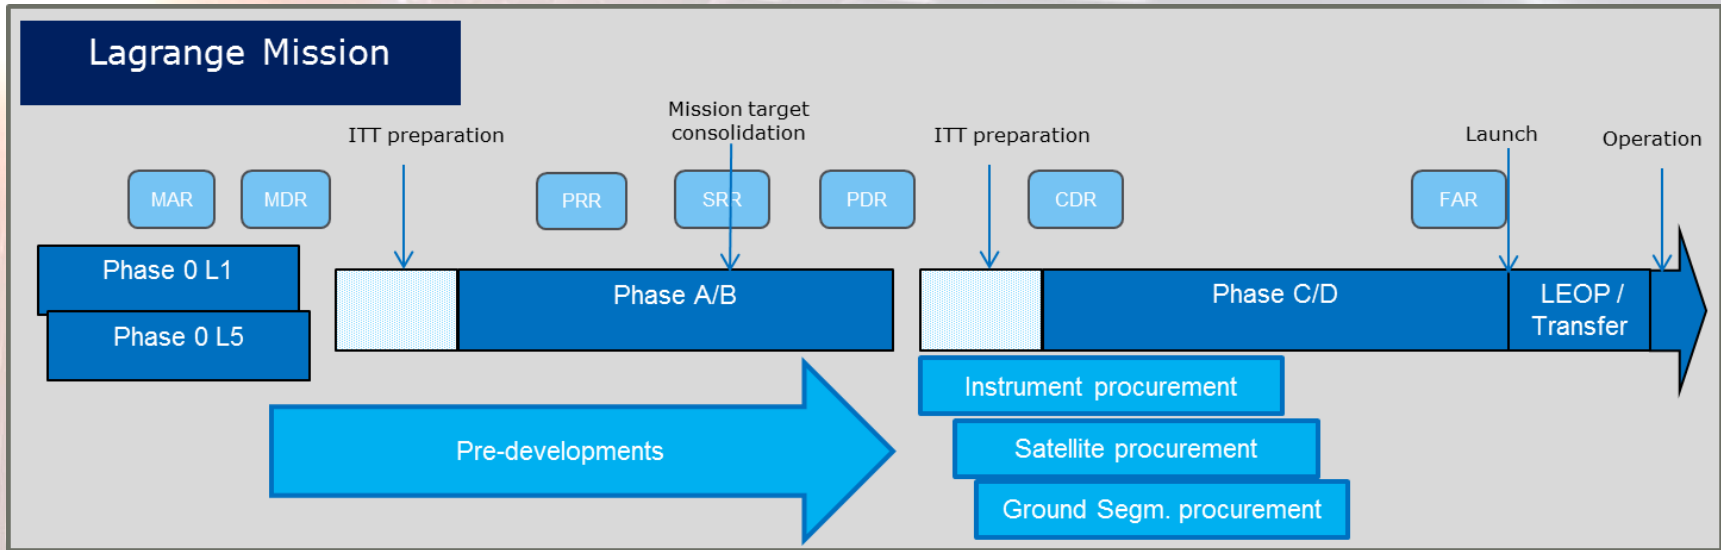 Lagrange Mission
ITT preparation
Mission target
consolidation
ITT preparation
Launch
Operation
MAR
MDR
PRR
SRR
PDR
CDR
FAR
Phase 0 L1
Phase 0 L5
Phase A/B
Phase C/D
LEOP /
Transfer
Pre-developments
Instrument procurement
Satellite procurement
Ground Segm. procurement